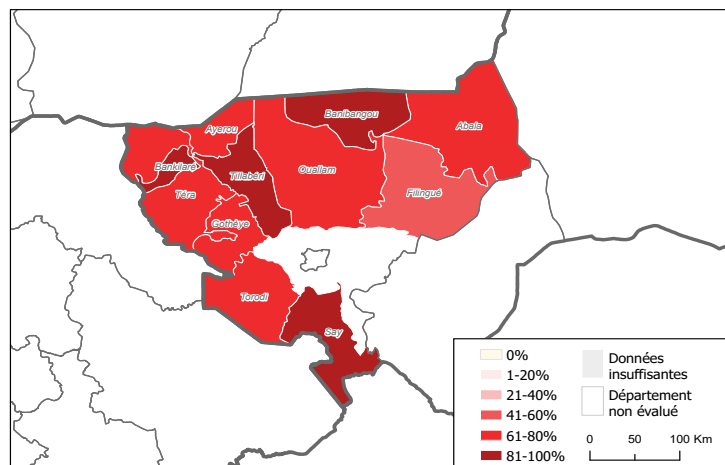 Banibangou
Abala
Ayerou
Bankilaré
Tillabéri
Ouallam
Filingué
Téra
Gothèye
Torodi
Say
0%
1-20%
21-40%
41-60%
61-80%
81-100%
Données
insuffisantes
Département
non évalué
0 50 100 Km